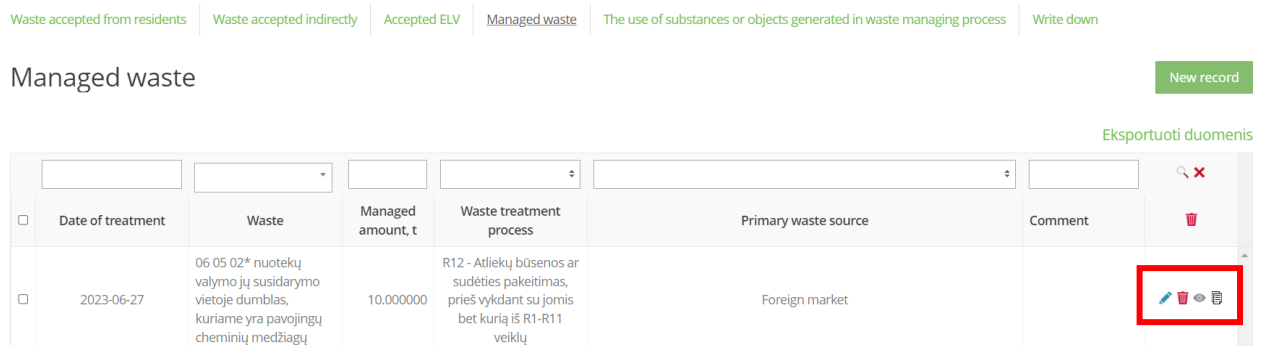 Waste accepted from residents
Waste accepted indirectly
Accepted ELV
Managed waste
The use of substances or objects generated in waste managing process
Write down
Managed waste
New record
Eksportuoti duomenis
Date of treatment
Waste
Managed
amount, t
Waste treatment
process
Primary waste source
Comment
2023-06-27
06 05 02* nuotekų
valymo jų susidarymo
vietoje dumblas,
kuriame yra pavojingų
cheminių medžiagų
10.000000
R12 - Atliekų būsenos ar
sudėties pakeitimas,
prieš vykdant su jomis
bet kurią iš R1-R11
veiklų
Foreign market